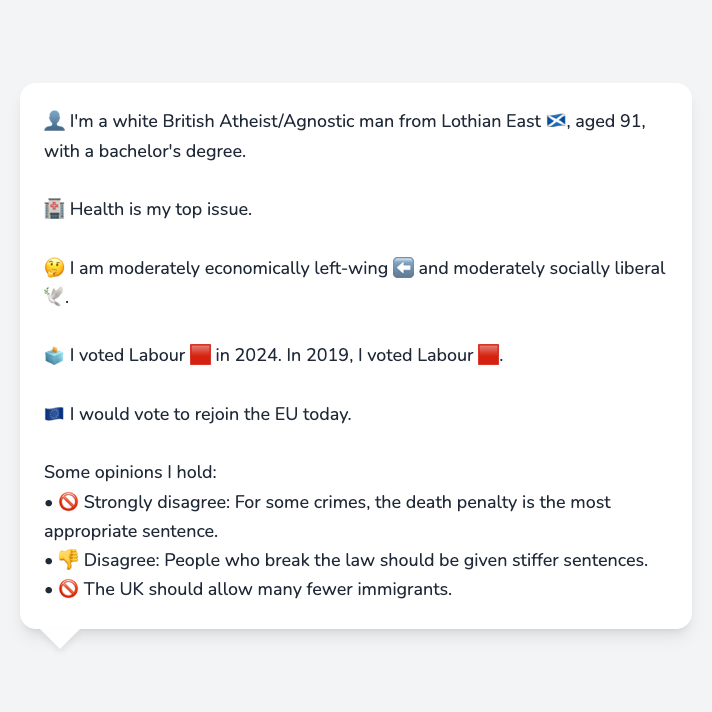 👤 I'm a white British Atheist/Agnostic man from Lothian East 🏴󠁧󠁢󠁳󠁣󠁴󠁿, aged 91,
with a bachelor's degree.
🏥 Health is my top issue.
🤔 I am moderately economically left-wing ⬅️ and moderately socially liberal
🕊️.
🗳️ I voted Labour 🟥 in 2024. In 2019, I voted Labour 🟥.
🇪🇺 I would vote to rejoin the EU today.
Some opinions I hold:
• 🚫 Strongly disagree: For some crimes, the death penalty is the most
appropriate sentence.
• 👎 Disagree: People who break the law should be given stiffer sentences.
• 🚫 The UK should allow many fewer immigrants.